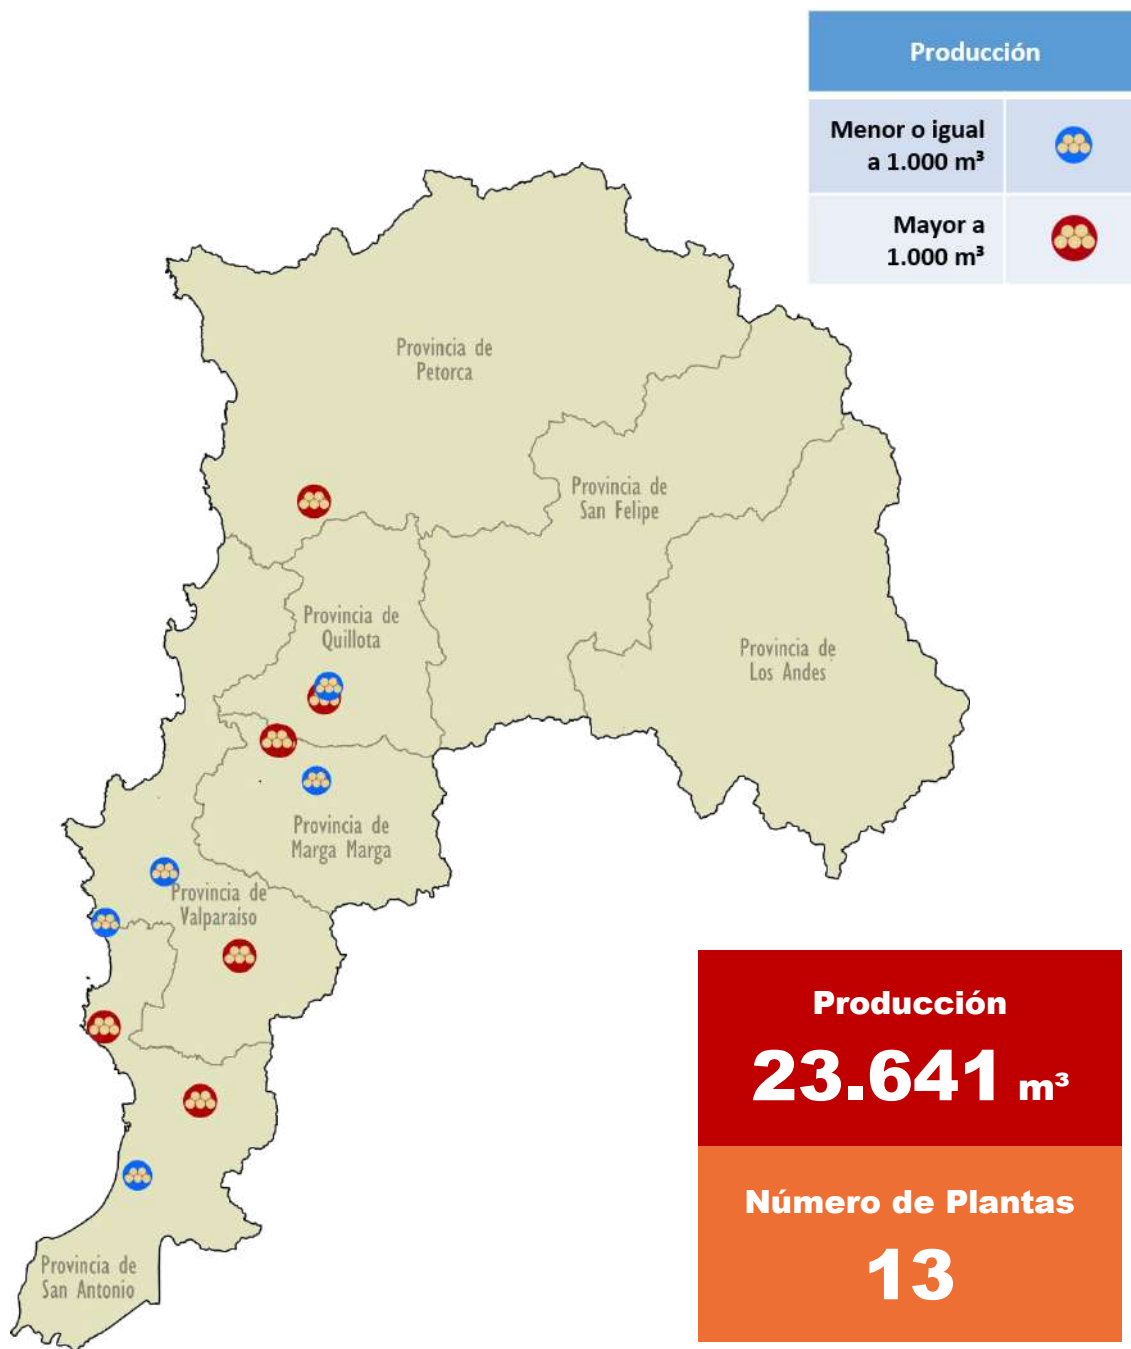 Producción
Menor o igual
a 1.000 m³
Mayor a
1.000 m³
Provincia de
Petorca
Provincia de
San Felipe
Provincia de
Quillota
Provincia de
Los Andes
Provincia de
Marga Marga
Provincia de
Valparaíso
Provincia de
San Antonio
Producción
23.641 m³
Número de Plantas
13